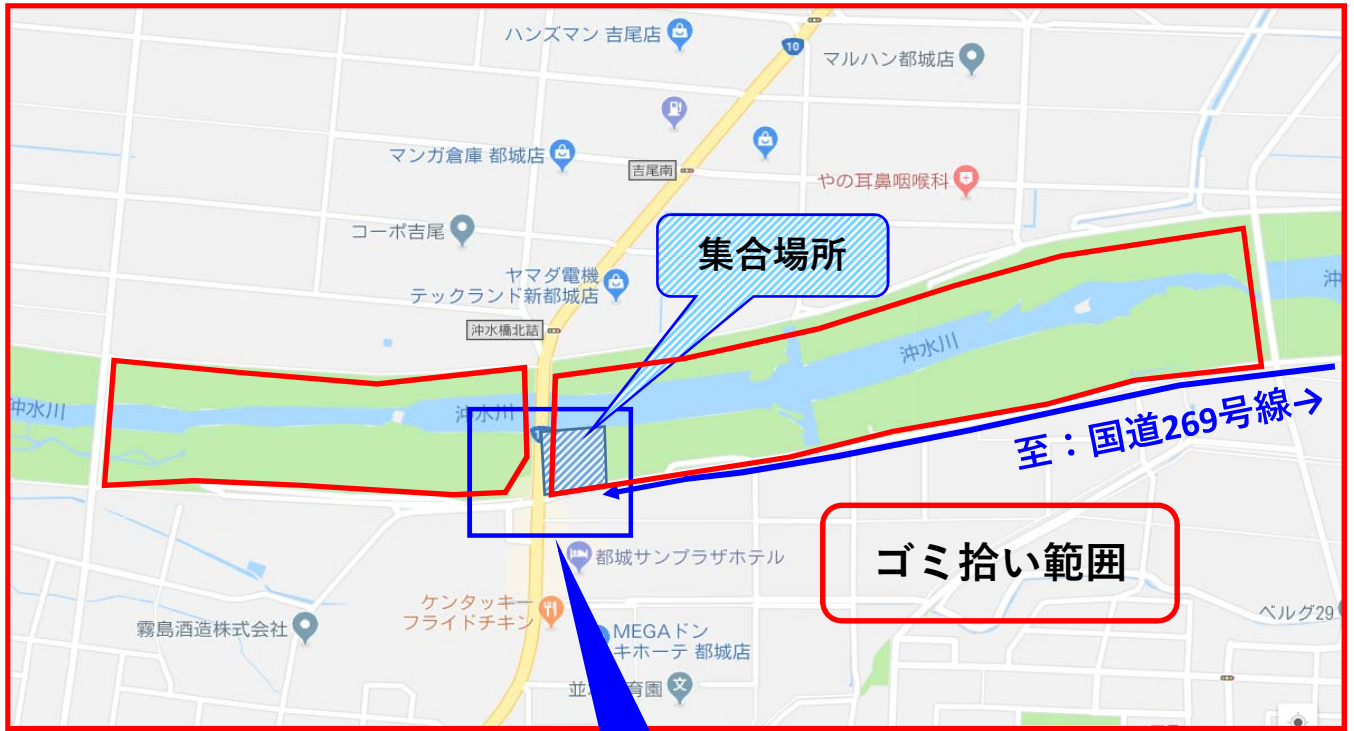 ハンズマン 吉尾店
10
マルハン都城店
マンガ倉庫 都城店
吉尾南
やの耳鼻咽喉科
コーポ吉尾
集合場所
ヤマダ電機
テックランド新都城店
沖水橋北詰
沖
沖水川
沖水川
沖水川
至：国道269号線→
ゴミ拾い範囲
都城サンプラザホテル
ケンタッキー
フライドチキン
霧島酒造株式会社
MEGAドン
キホーテ 都城店
ベルグ29
育園
文